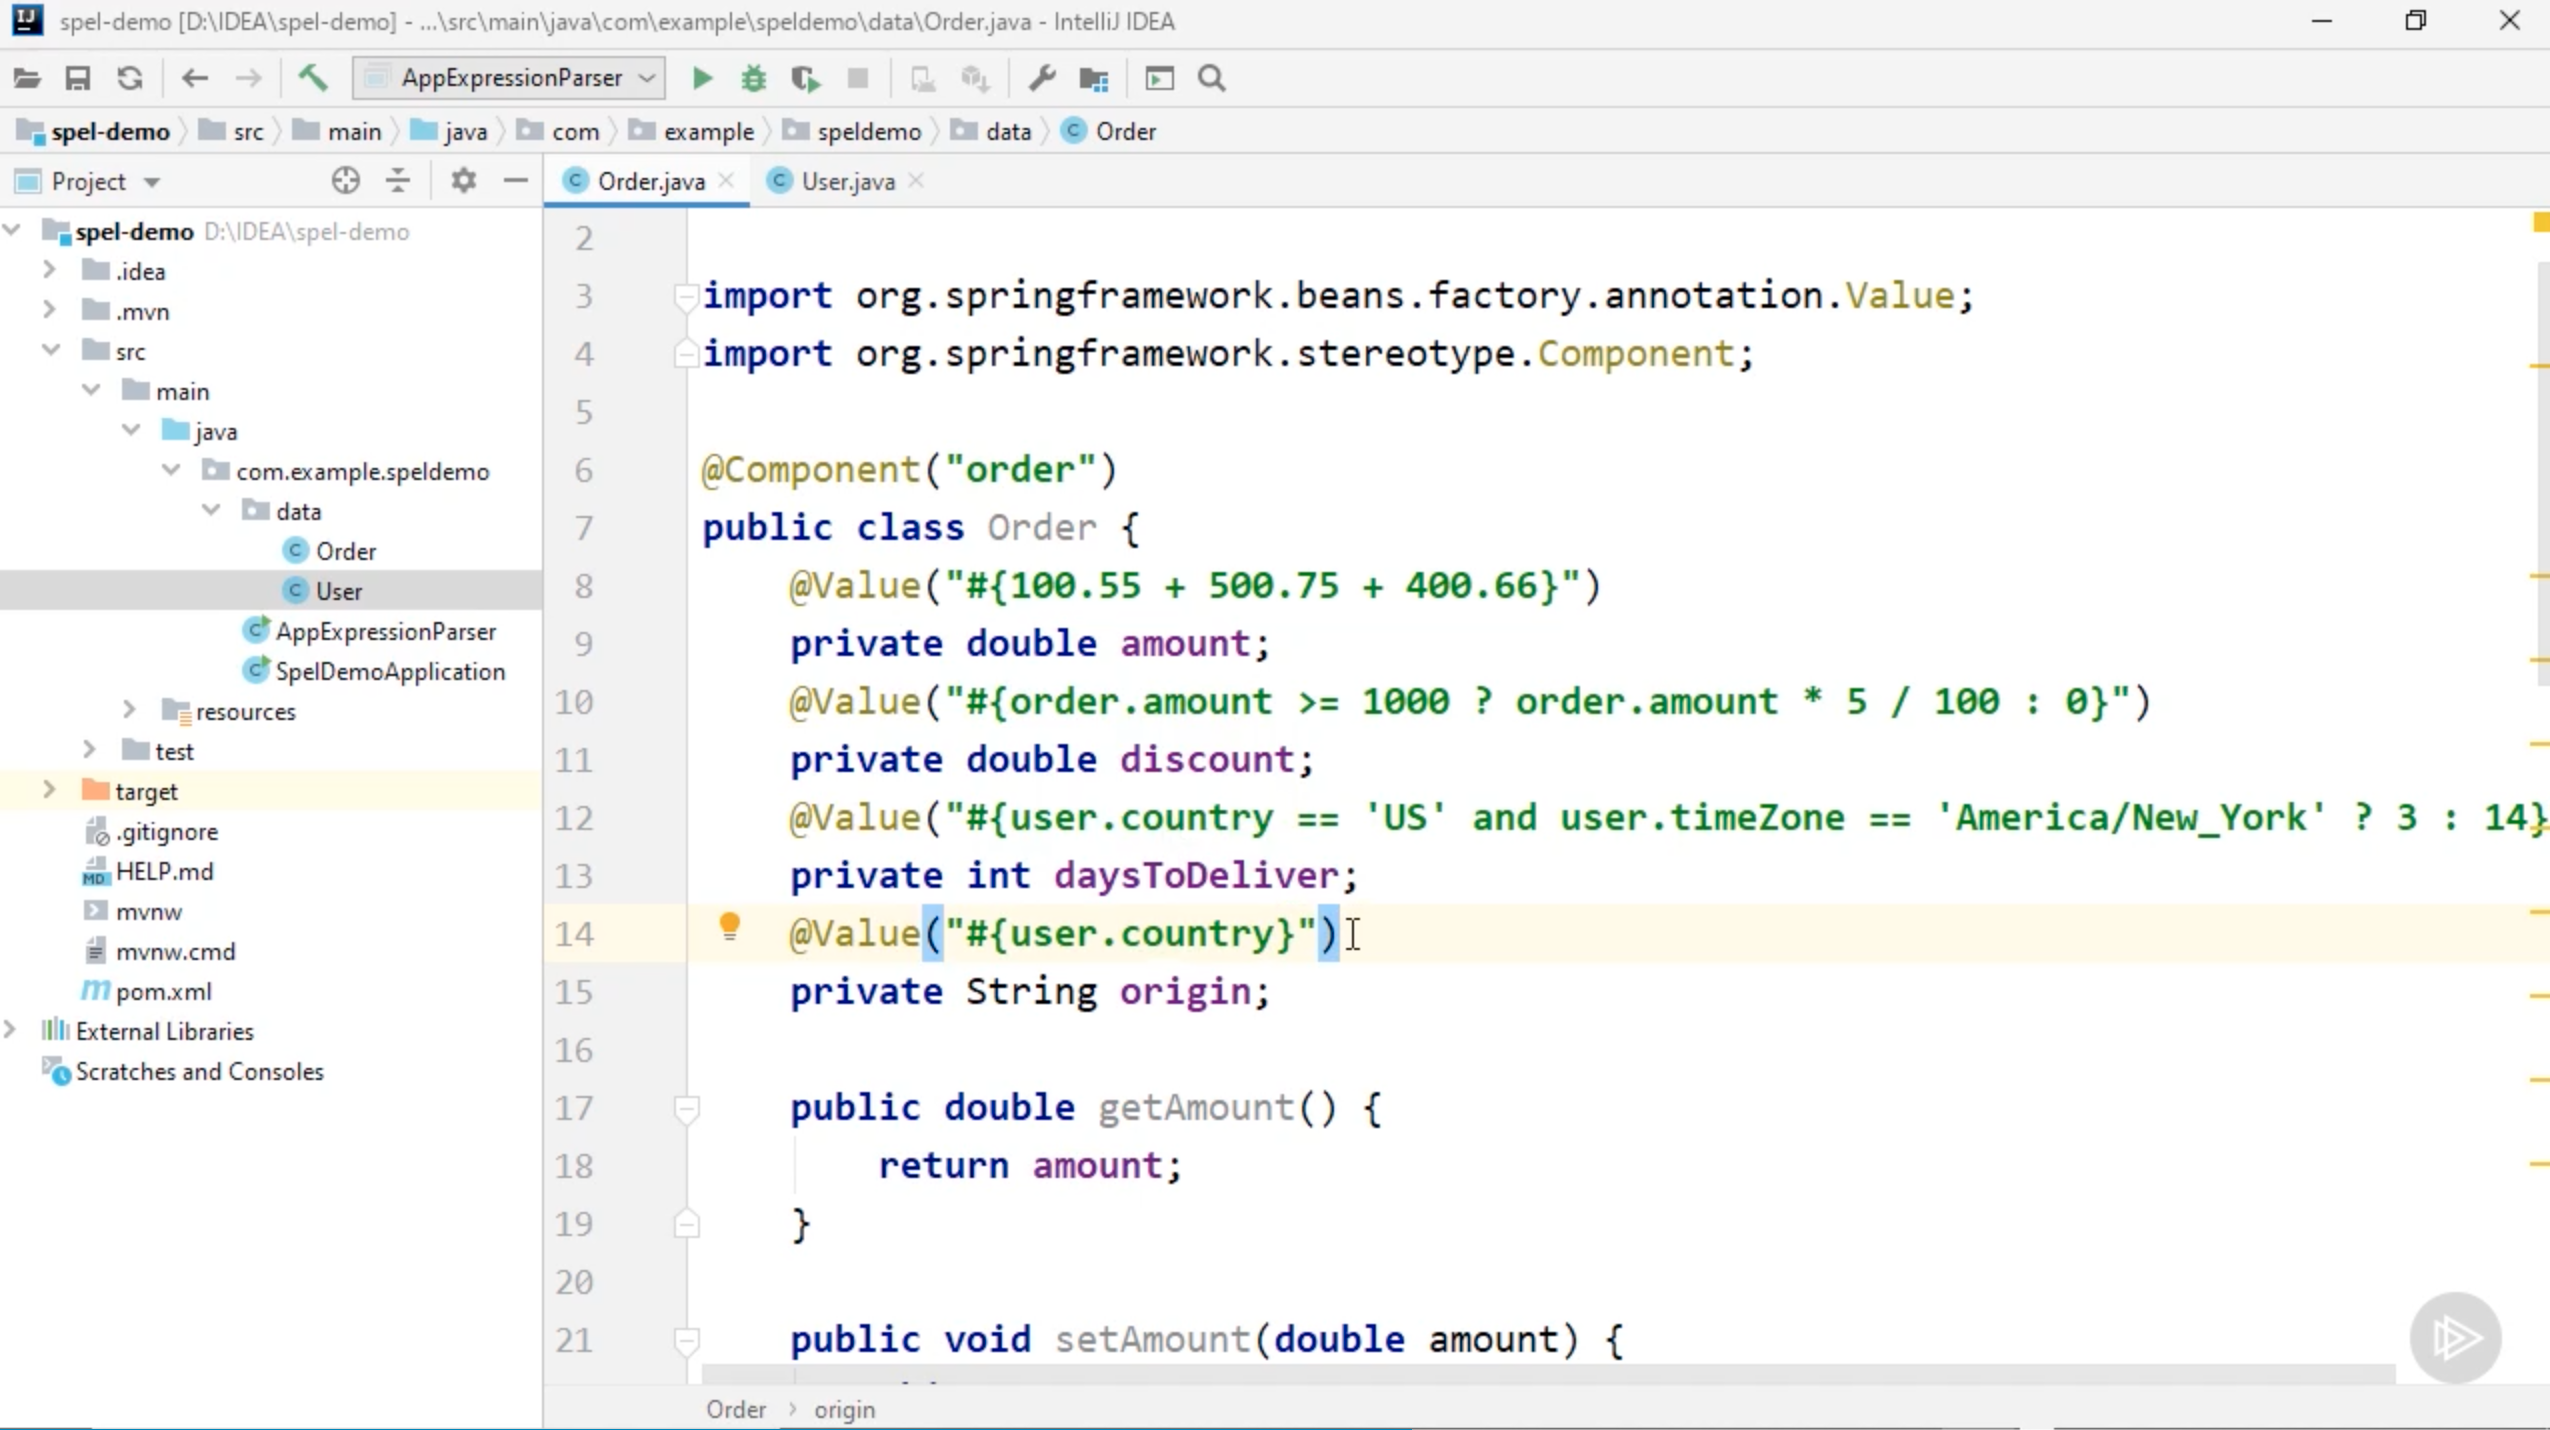 spel-demo [D:\IDEA\spel-demo] - ...\src\main\java\com\example\speldemo\data\Order.java - IntelliJ IDEA
AppExpressionParser
spel-demo src main java com example speldemo data Order
Project
Order.java User.java
spel-demo D:\IDEA\spel-demo
.idea
.mvn
src
main
java
com.example.speldemo
data
Order
User
AppExpressionParser
SpelDemoApplication
resources
test
target
.gitignore
HELP.md
mvnw
mvnw.cmd
pom.xml
External Libraries
Scratches and Consoles
2
3 import org.springframework.beans.factory.annotation.Value;
4 import org.springframework.stereotype.Component;
5
6 @Component("order")
7 public class Order {
8 @Value("#{100.55 + 500.75 + 400.66}")
9 private double amount;
10 @Value("#{order.amount >= 1000 ? order.amount * 5 / 100 : 0}")
11 private double discount;
12 @Value("#{user.country == 'US' and user.timeZone == 'America/New_York' ? 3 : 14}
13 private int daysToDeliver;
14 @Value("#{user.country}")
15 private String origin;
16
17 public double getAmount() {
18 return amount;
19 }
20
21 public void setAmount(double amount) {
Order > origin